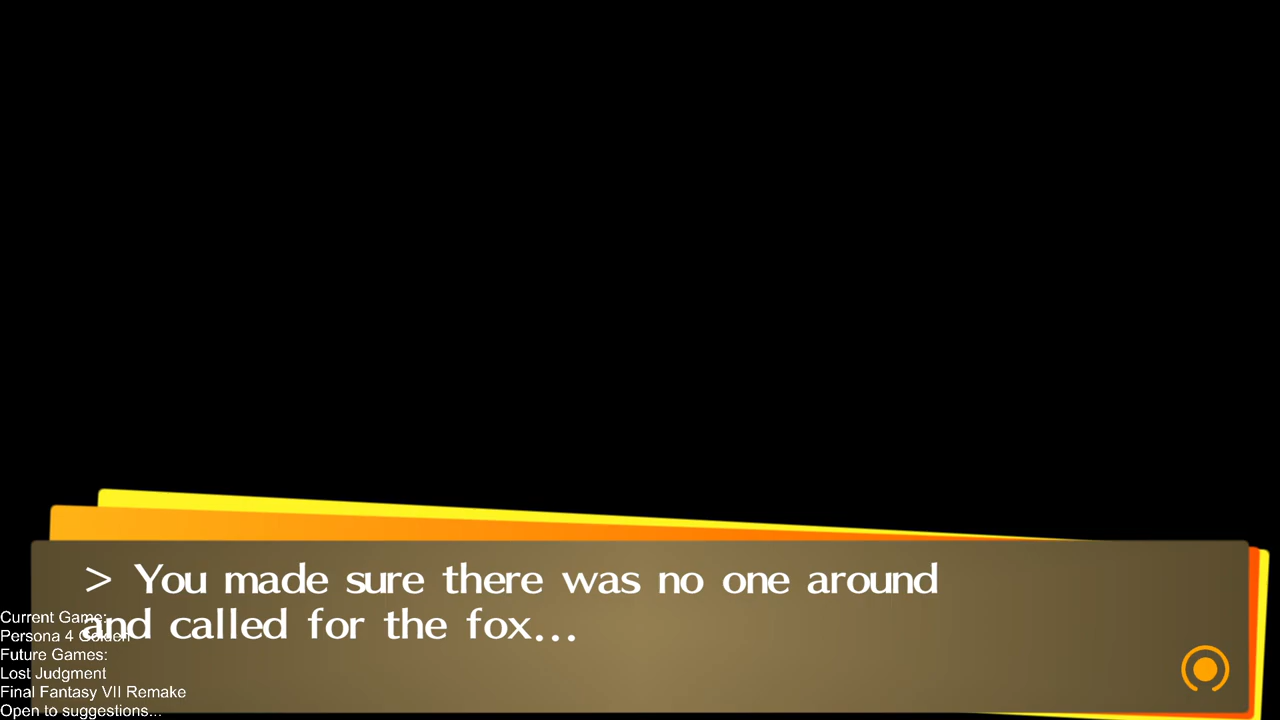 > You made sure there was no one around
and called for the fox...
Current Game:
Persona 4 Golden
Future Games:
Lost Judgment
Final Fantasy VII Remake
Open to suggestions...